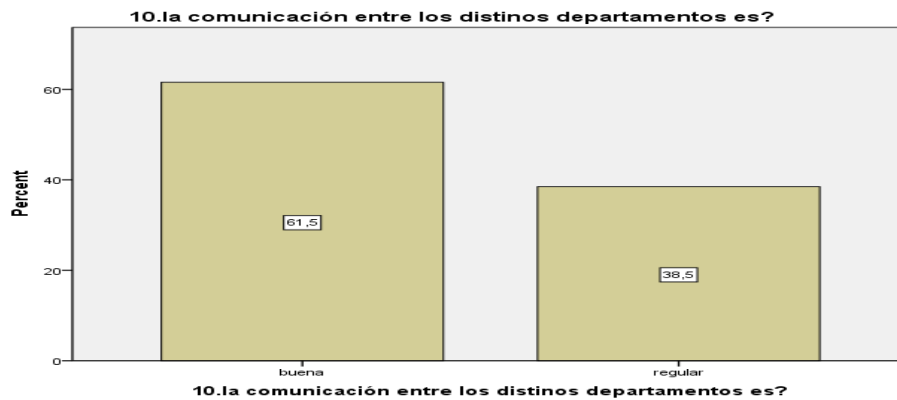 10.la comunicación entre los distinos departamentos es?
Percent
60
40
20
0
61,5
38,5
buena
regular
10.la comunicación entre los distinos departamentos es?